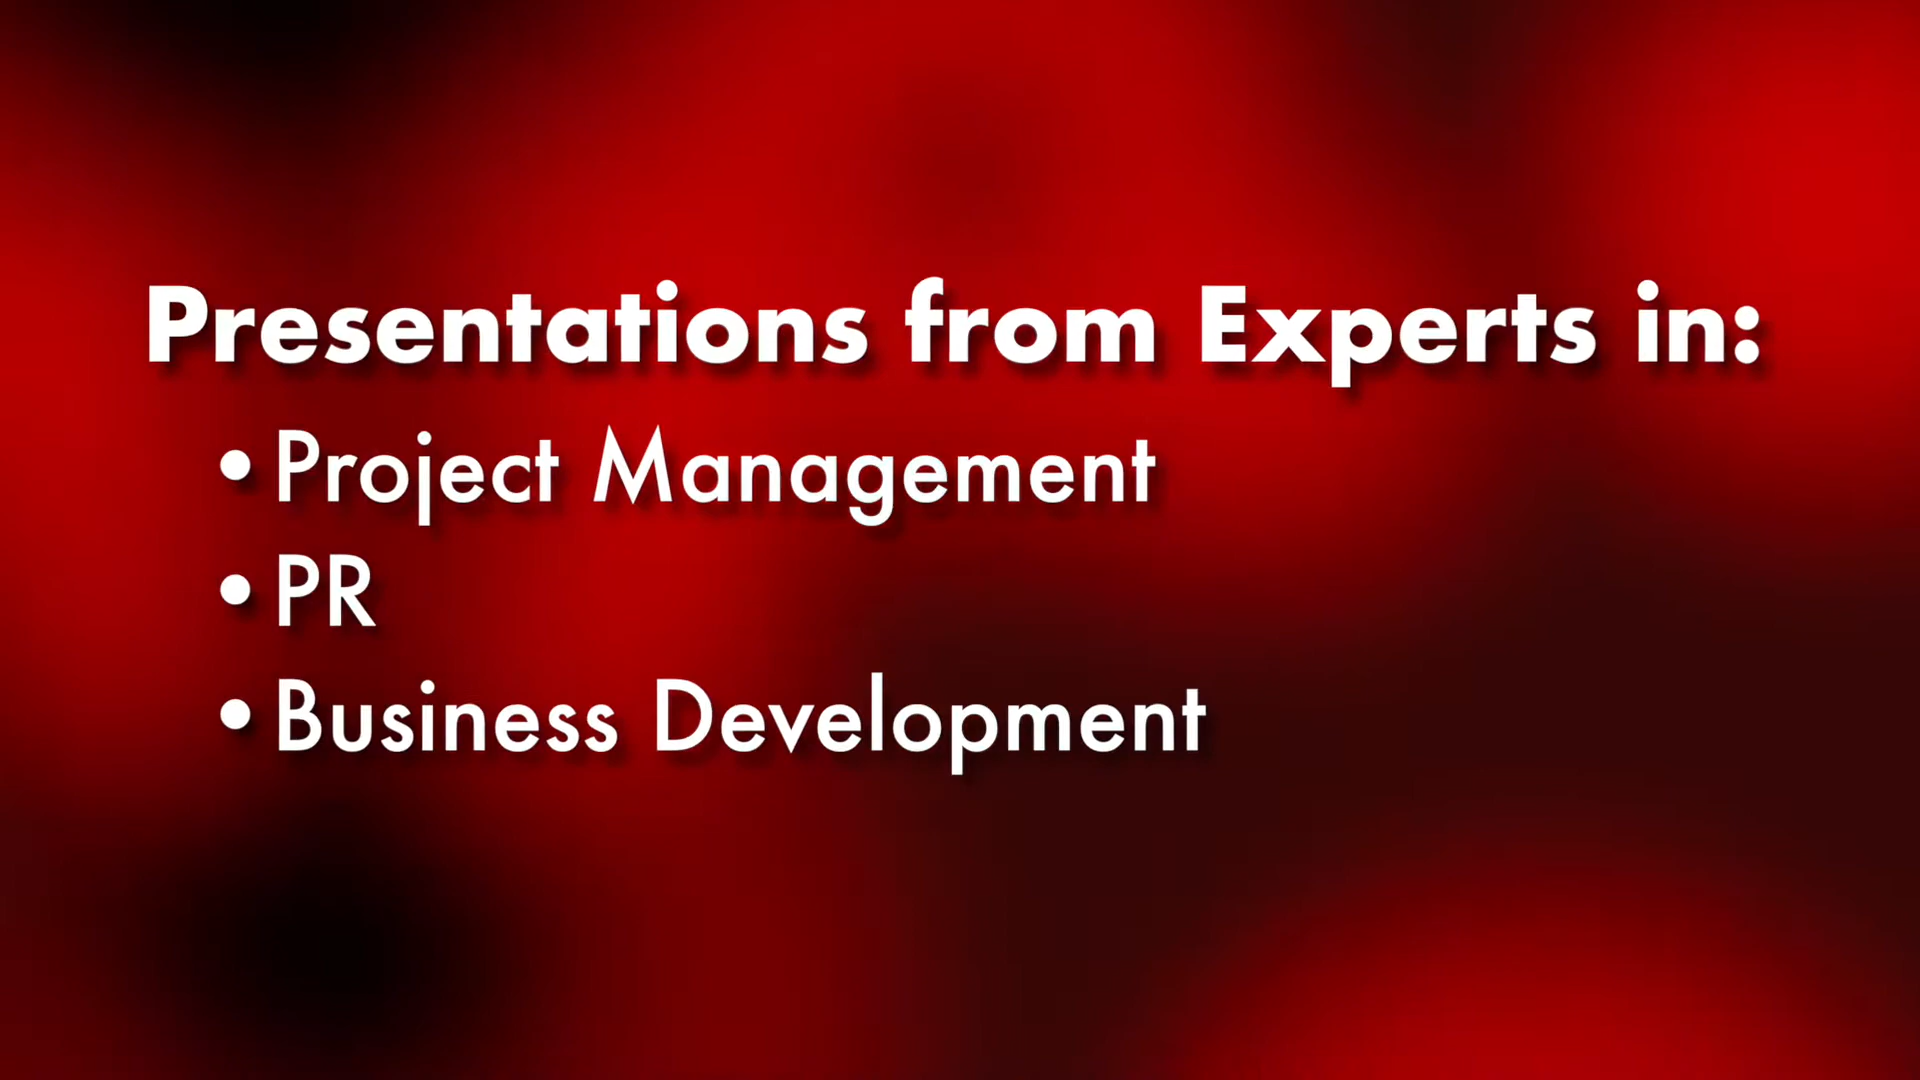 Presentations from Experts in:
•Project Management
•PR
•Business Development